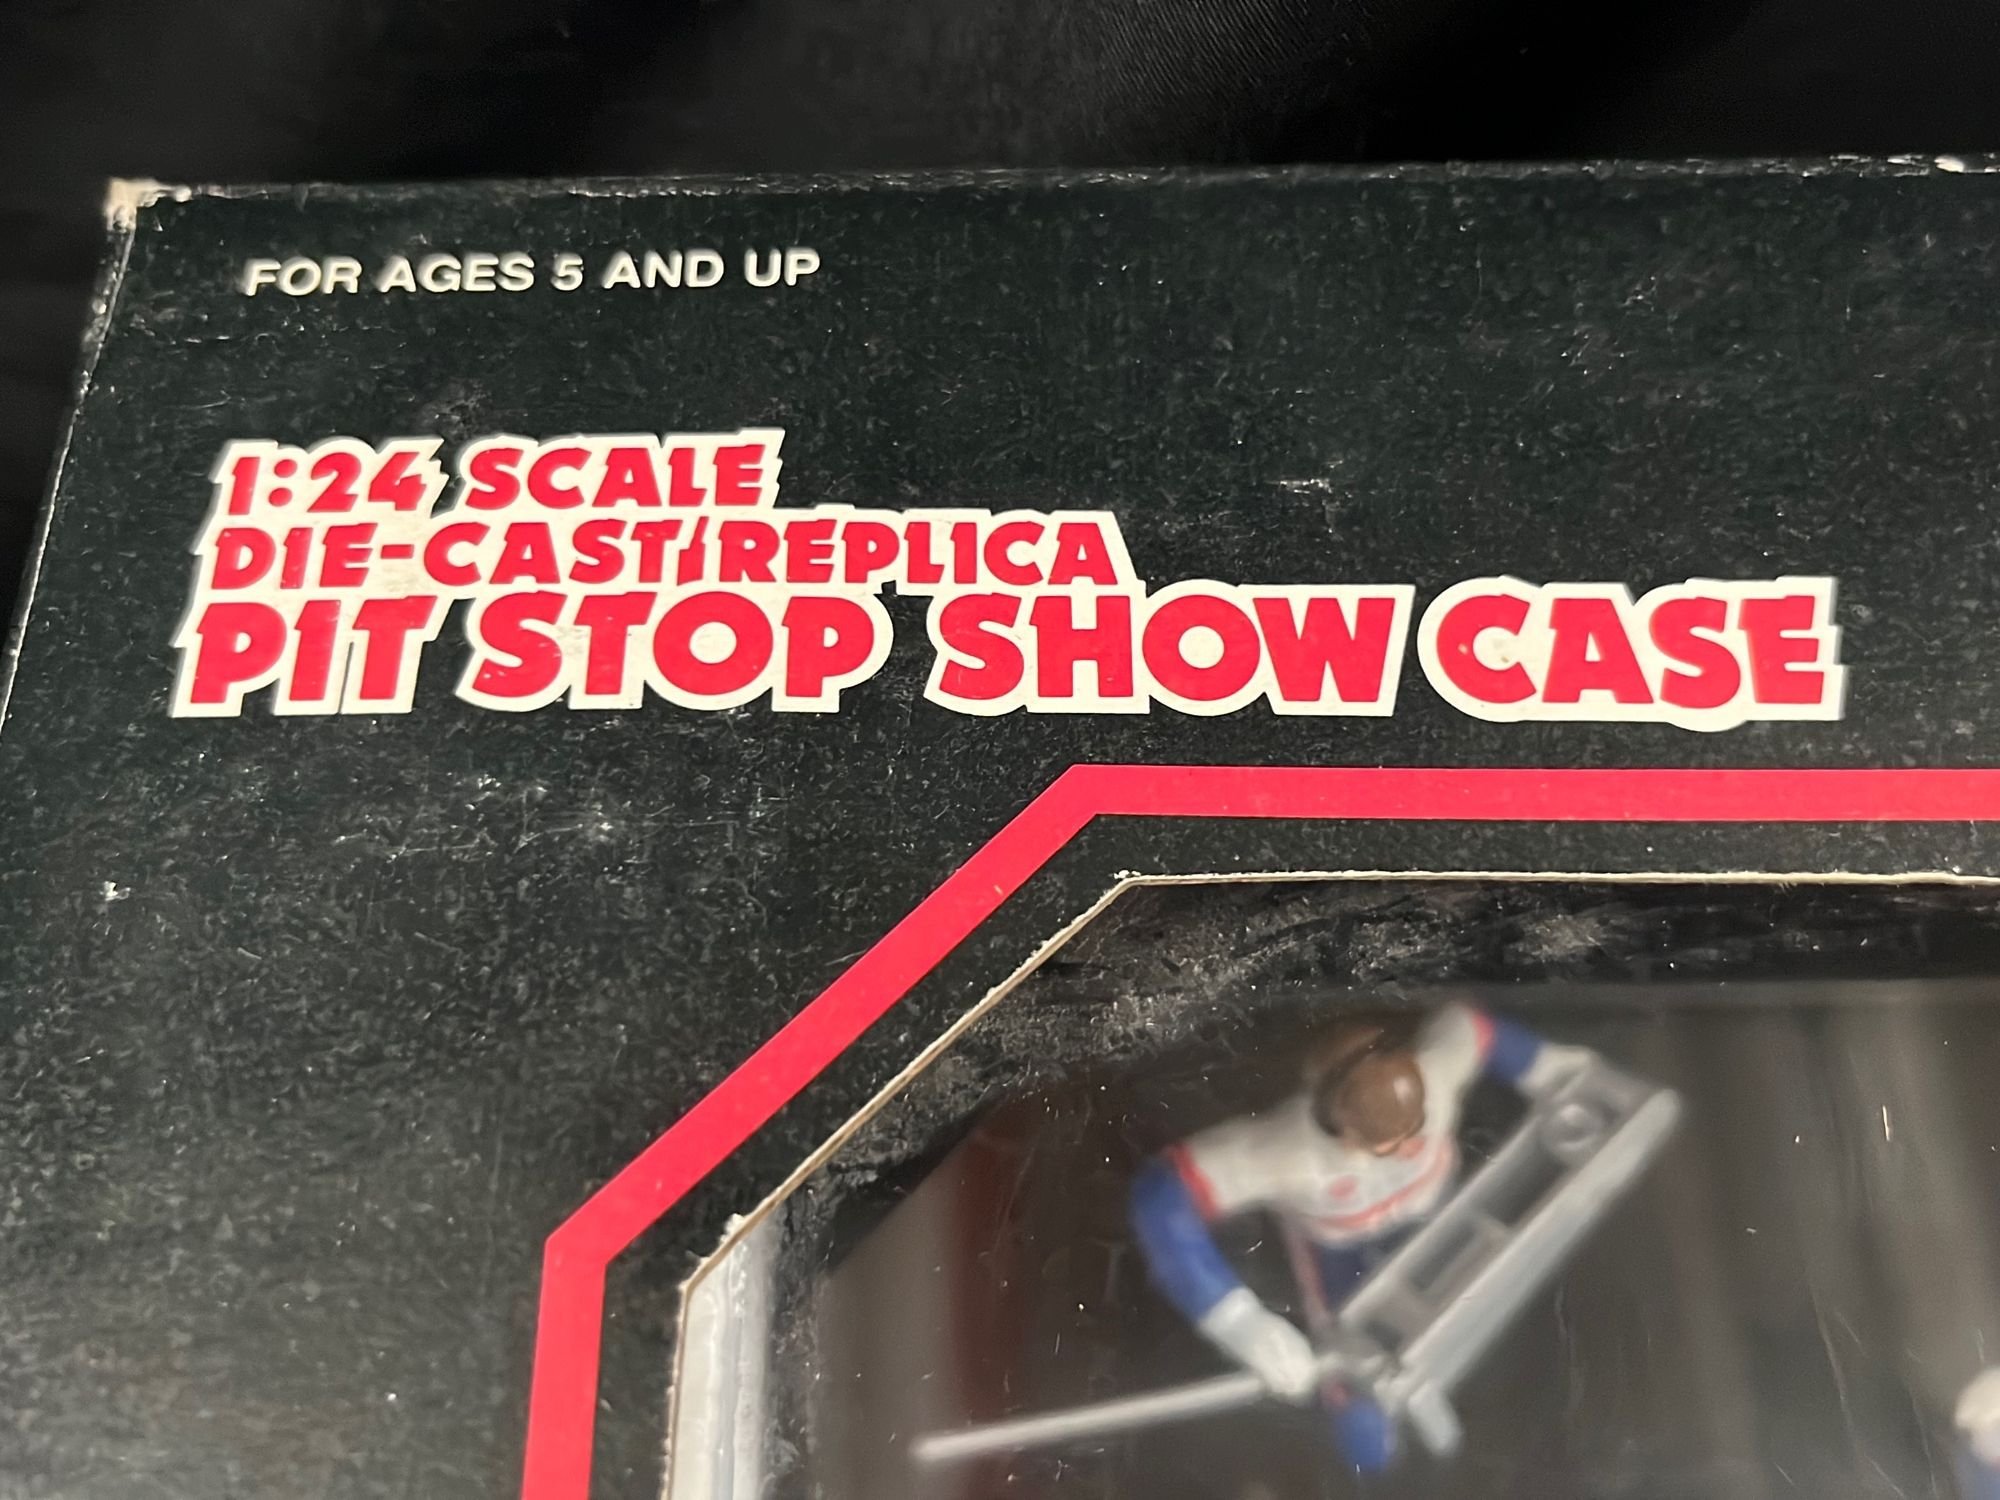 FOR AGES 5 AND UP
1:24 SCALE
DIE-CAST/REPLICA
PIT STOP SHOW CASE